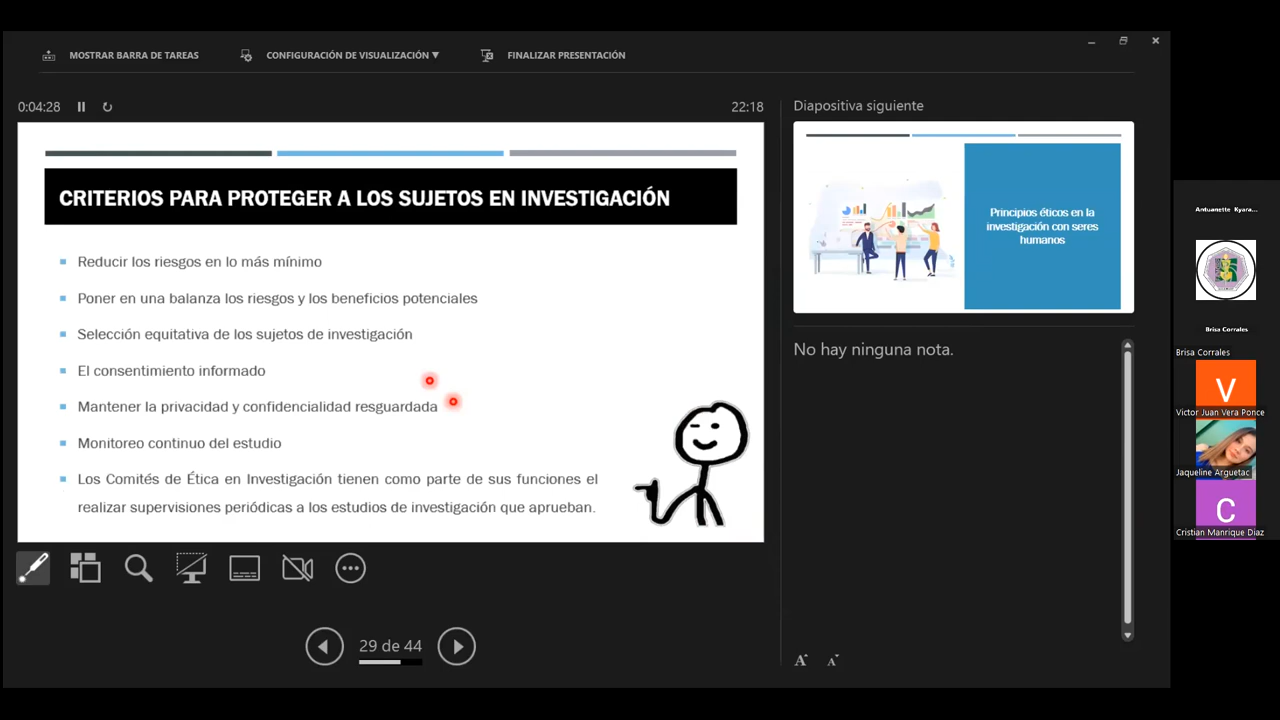 MOSTRAR BARRA DE TAREAS
CONFIGURACIÓN DE VISUALIZACIÓN ▼
FINALIZAR PRESENTACIÓN
0:04:28
22:18
CRITERIOS PARA PROTEGER A LOS SUJETOS EN INVESTIGACIÓN
Reducir los riesgos en lo más mínimo
Poner en una balanza los riesgos y los beneficios potenciales
Selección equitativa de los sujetos de investigación
El consentimiento informado
Mantener la privacidad y confidencialidad resguardada
Monitoreo continuo del estudio
Los Comités de Ética en Investigación tienen como parte de sus funciones el
realizar supervisiones periódicas a los estudios de investigación que aprueban.
29 de 44
Diapositiva siguiente
Principios éticos en la
investigación con seres
humanos
No hay ninguna nota.
A
A
Antuanette Kyara...
Brisa Corrales
Brisa Corrales
V
Victor Juan Vera Ponce
Jaqueline Arguetac
C
Cristian Manrique Diaz